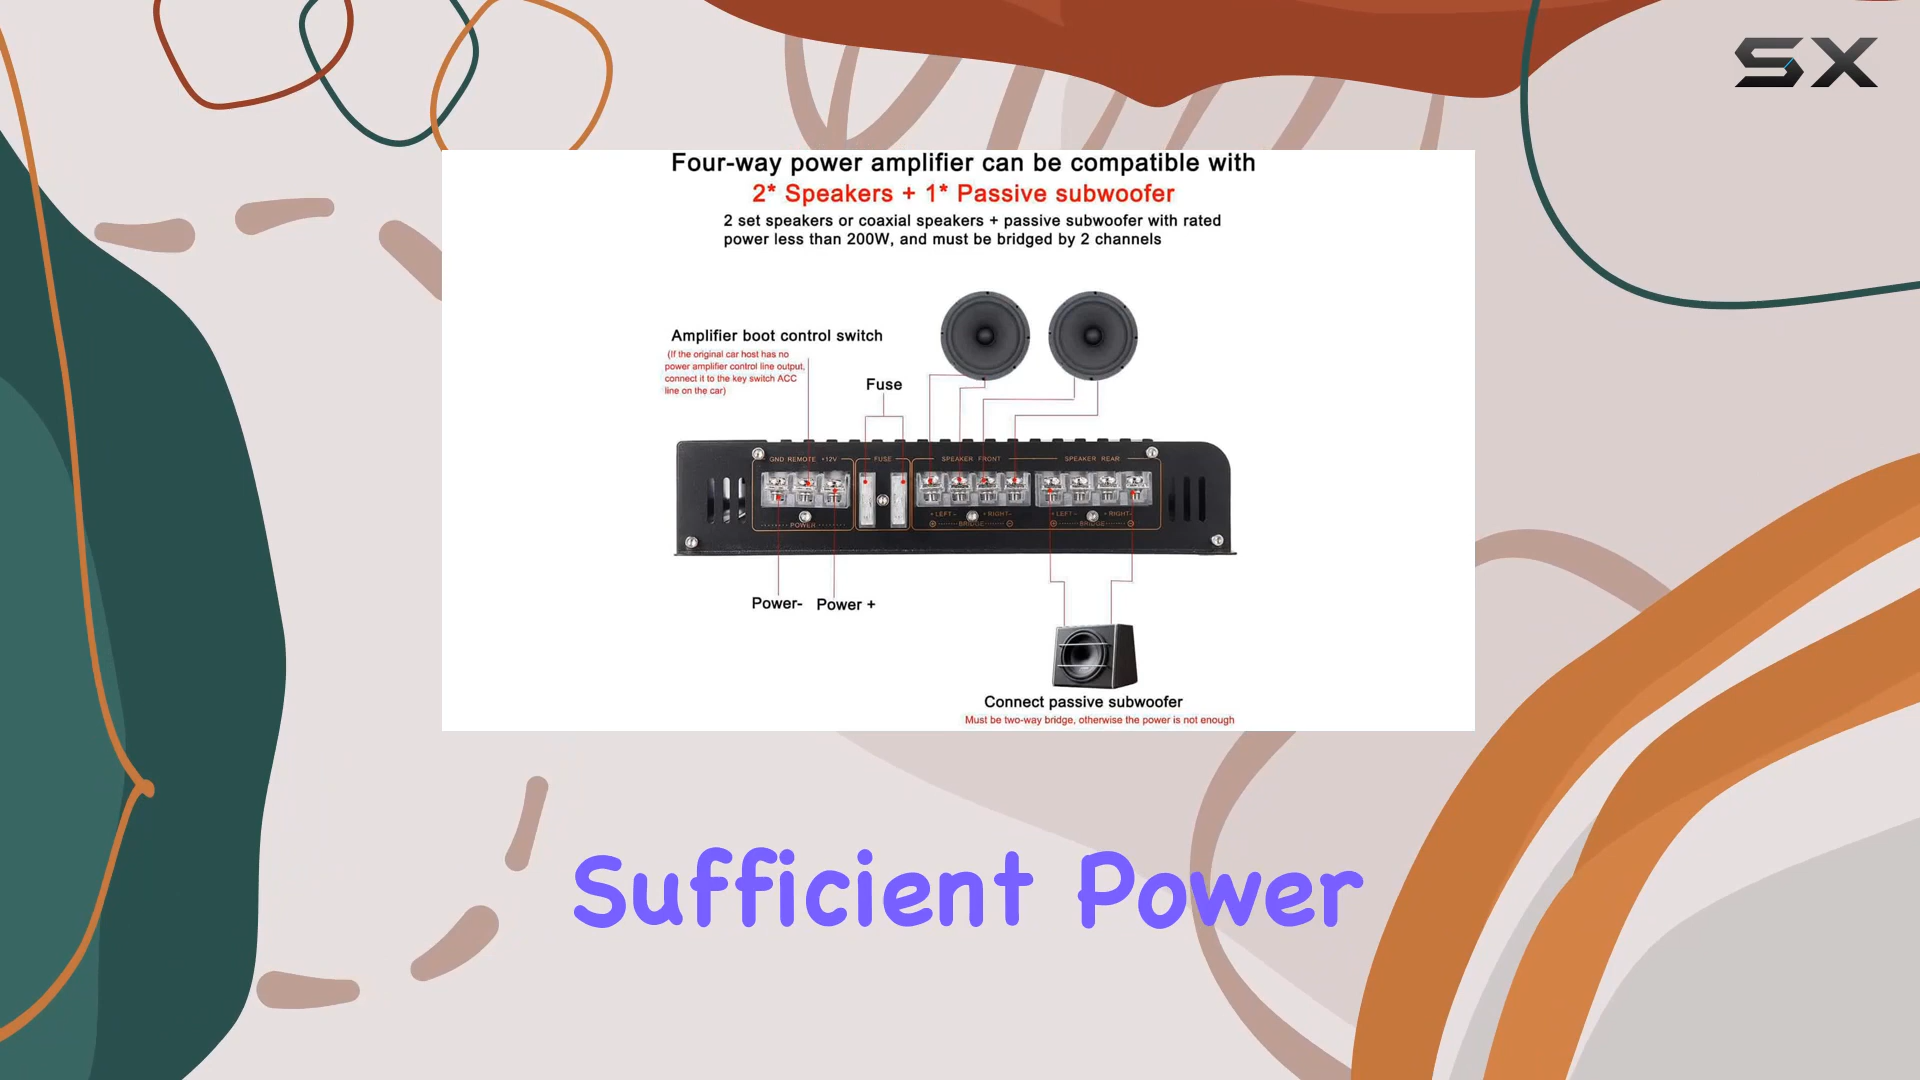 SX
Four-way power amplifier can be compatible with
2* Speakers + 1* Passive subwoofer
2 set speakers or coaxial speakers + passive subwoofer with rated
power less than 200W, and must be bridged by 2 channels
Amplifier boot control switch
(If the original car host has no
power amplifier control line output,
connect it to the key switch ACC
line on the car)
Fuse
GND REMOTE +12V
FUSE
SPEAKER FRONT
SPEAKER REAR
+ LEFT - + RIGHT -
+ LEFT - + RIGHT -
POWER
BRIDGE
BRIDGE
Power- Power +
Connect passive subwoofer
Must be two-way bridge, otherwise the power is not enough
Sufficient Power